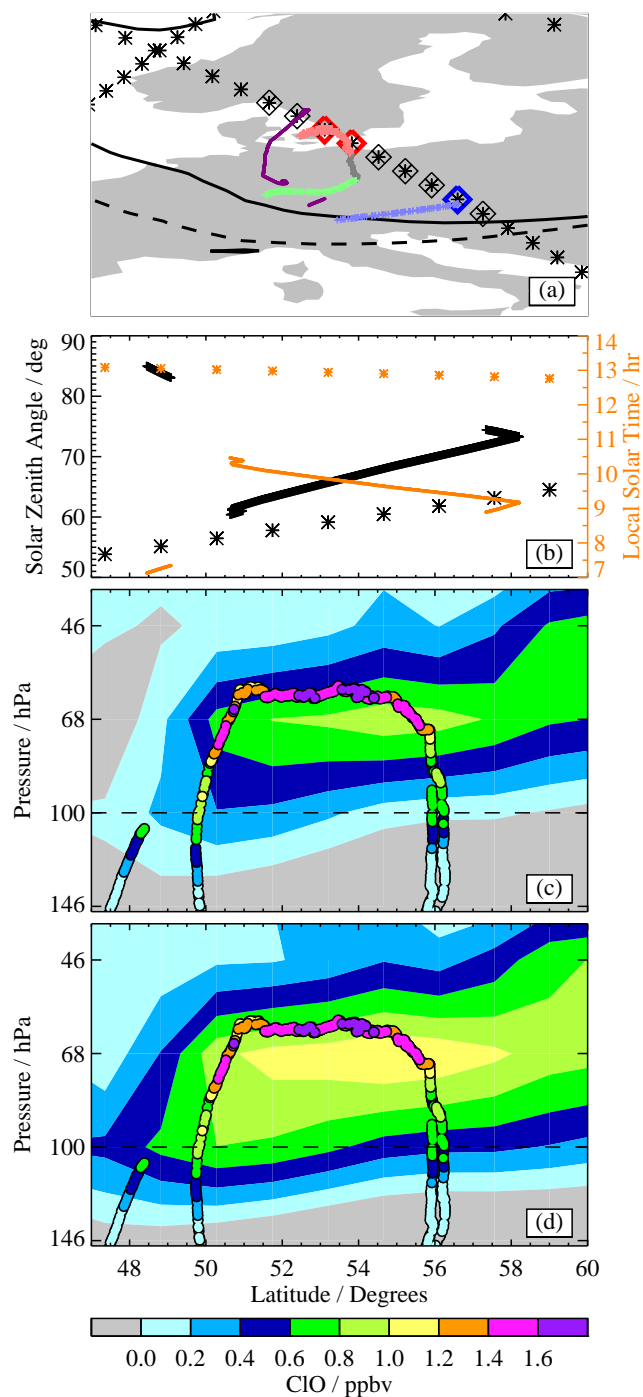 (a)
90
80
70
60
50
Solar Zenith Angle / deg
14
13
12
11
10
9
8
7
Local Solar Time / hr
(b)
46
68
100
146
Pressure / hPa
(c)
46
68
100
146
Pressure / hPa
(d)
48 50 52 54 56 58 60
Latitude / Degrees
0.0 0.2 0.4 0.6 0.8 1.0 1.2 1.4 1.6
ClO / ppbv